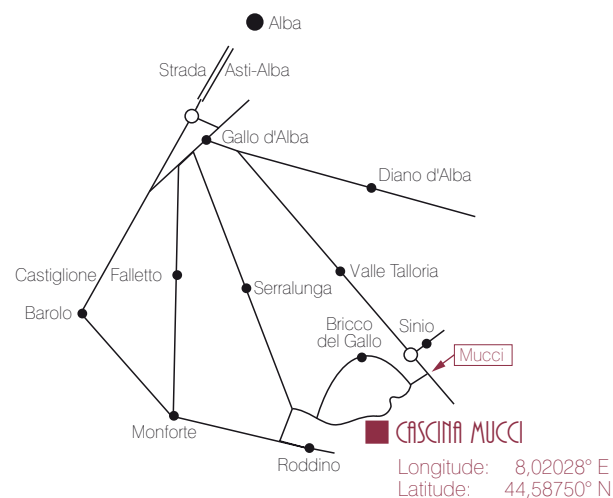 Alba
Strada Asti-Alba
Gallo d'Alba
Diano d'Alba
Castiglione Falletto
Valle Talloria
Serralunga
Barolo
Bricco
del Gallo
Sinio
Mucci
Monforte
CASCINA MUCCI
Roddino
Longitude: 8,02028° E
Latitude: 44,58750° N